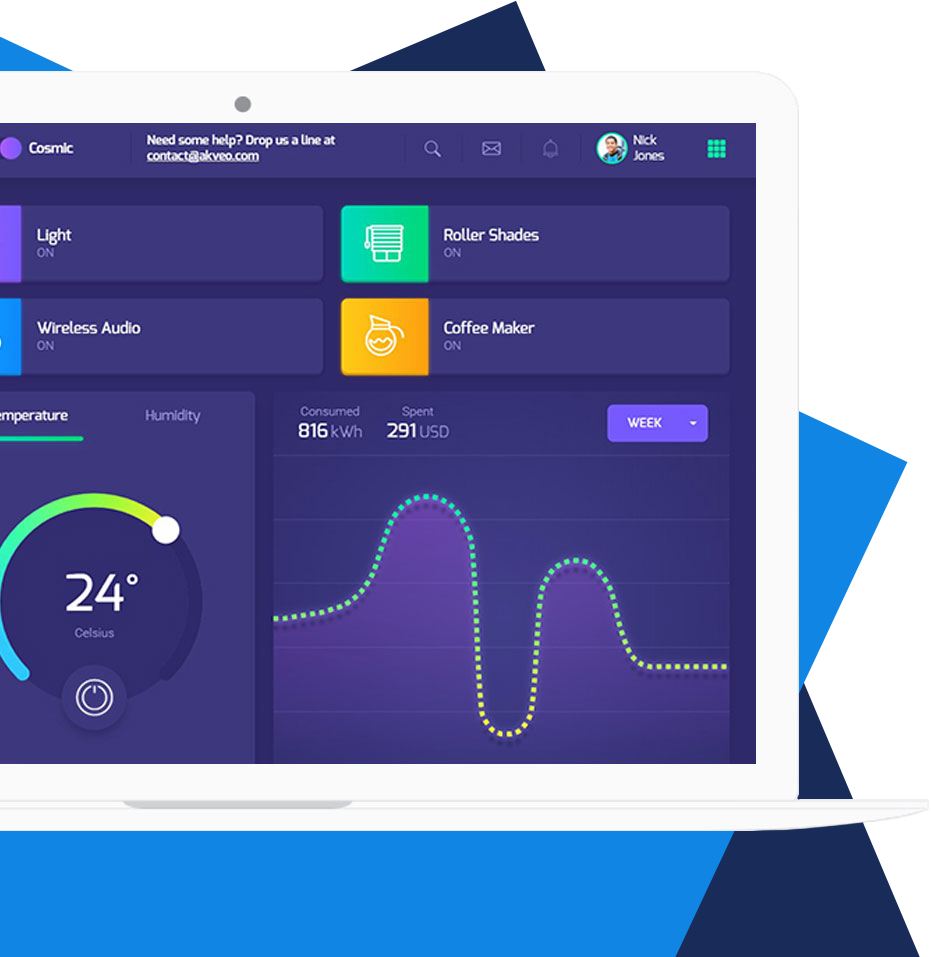 Cosmic
Need some help? Drop us a line at
contact@akveo.com
Nick
Jones
Light
ON
Roller Shades
ON
Wireless Audio
ON
Coffee Maker
ON
emperature
Humidity
Consumed
Spent
816 kWh
291 USD
WEEK
24°
Celsius